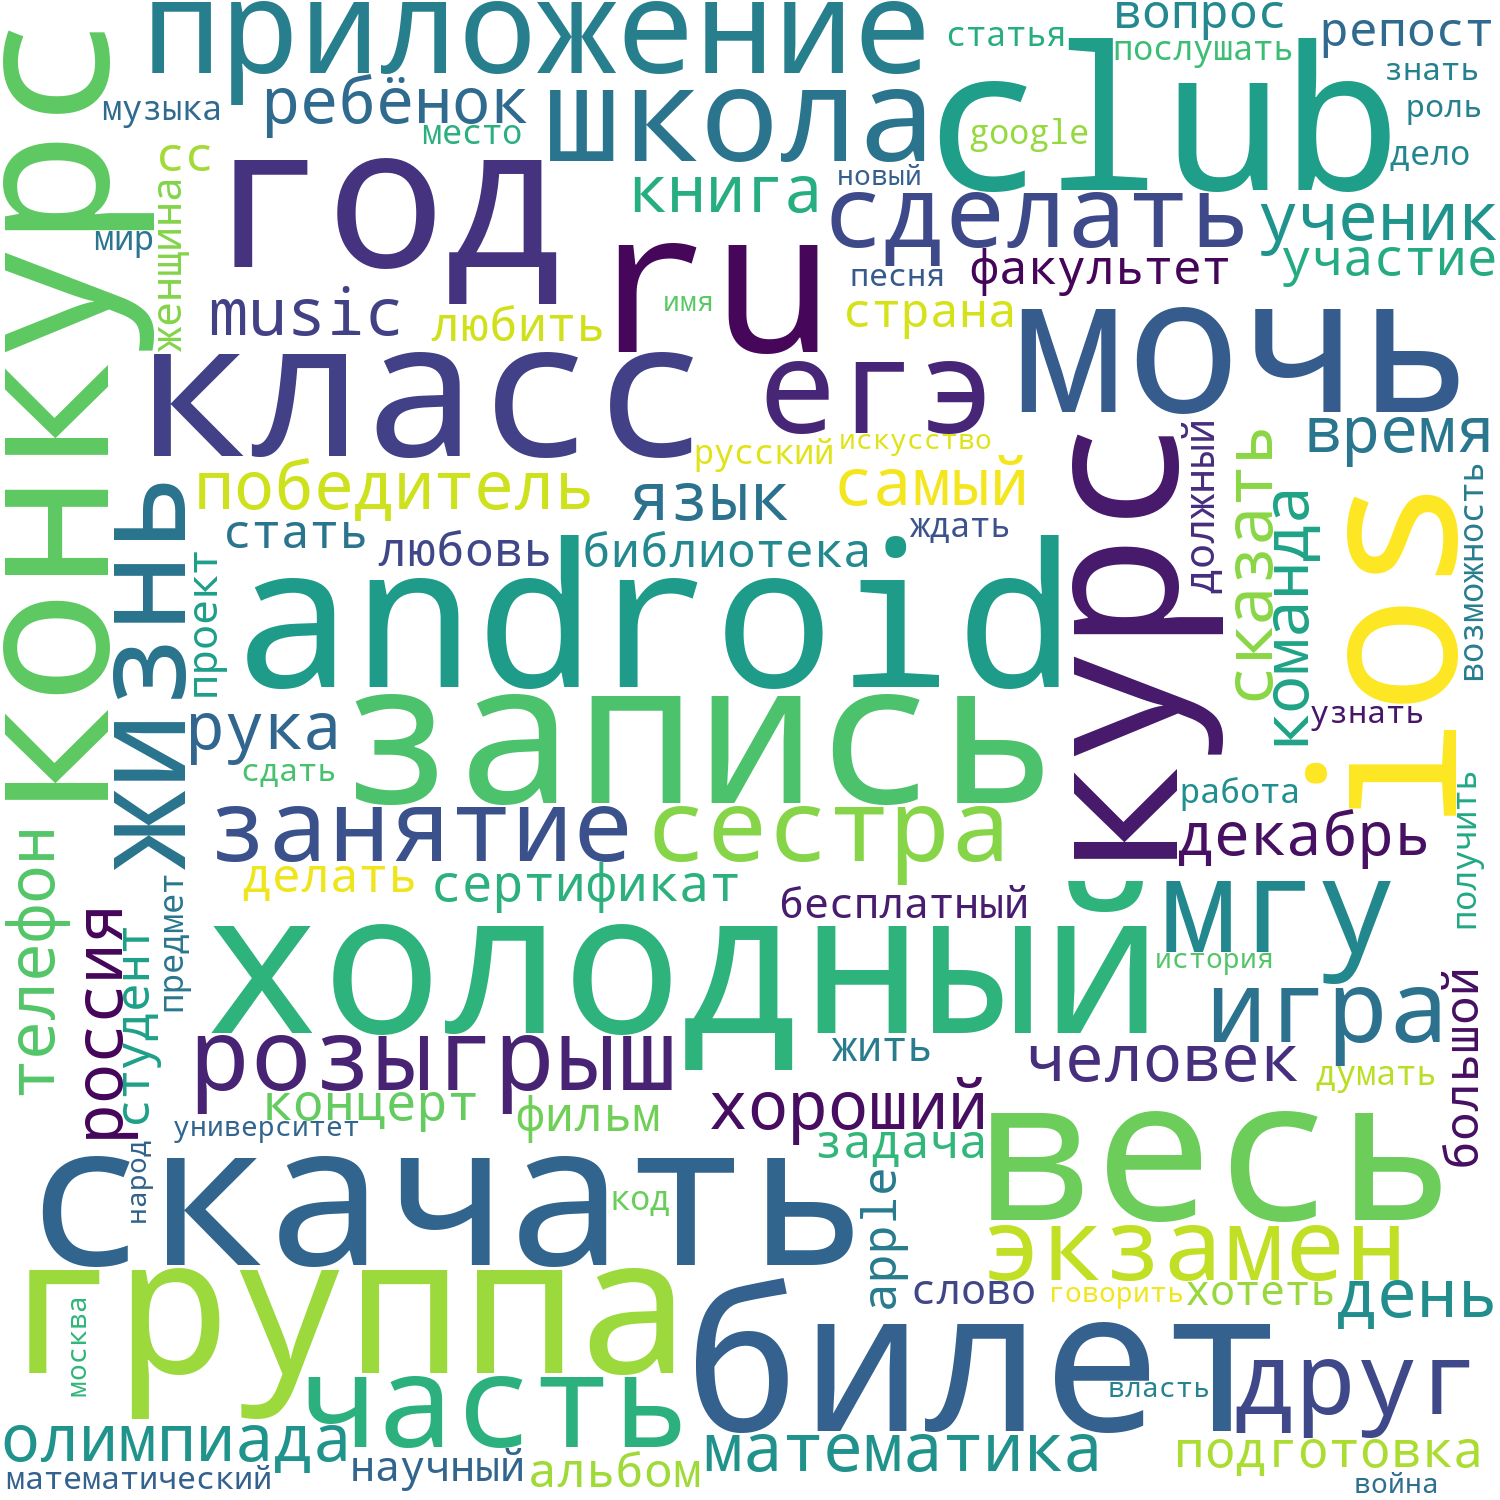 приложение
вопрос
репост
статья
послушать
club
знать
музыка
ребёнок
школа
роль
место
google
дело
сс
год
книга
новый
сделать
ученик
конкурс
женщина
мир
ru
факультет
участие
песня
music
имя
страна
любить
мочь
класс
егэ
время
русский
искусство
должный
сказать
победитель
язык
самый
курс
команда
ios
возможность
жизнь
стать
любовь
библиотека
ждать
проект
android
запись
рука
узнать
сдать
работа
получить
занятие
сестра
декабрь
телефон
делать
сертификат
бесплатный
мгу
предмет
россия
студент
холодный
история
игра
большой
розыгрыш
жить
человек
думать
концерт
фильм
хороший
весь
университет
задача
народ
скачать
код
apple
экзамен
группа
слово
говорить
хотеть
день
москва
билет
друг
часть
власть
олимпиада
математика
подготовка
математический
научный
альбом
война